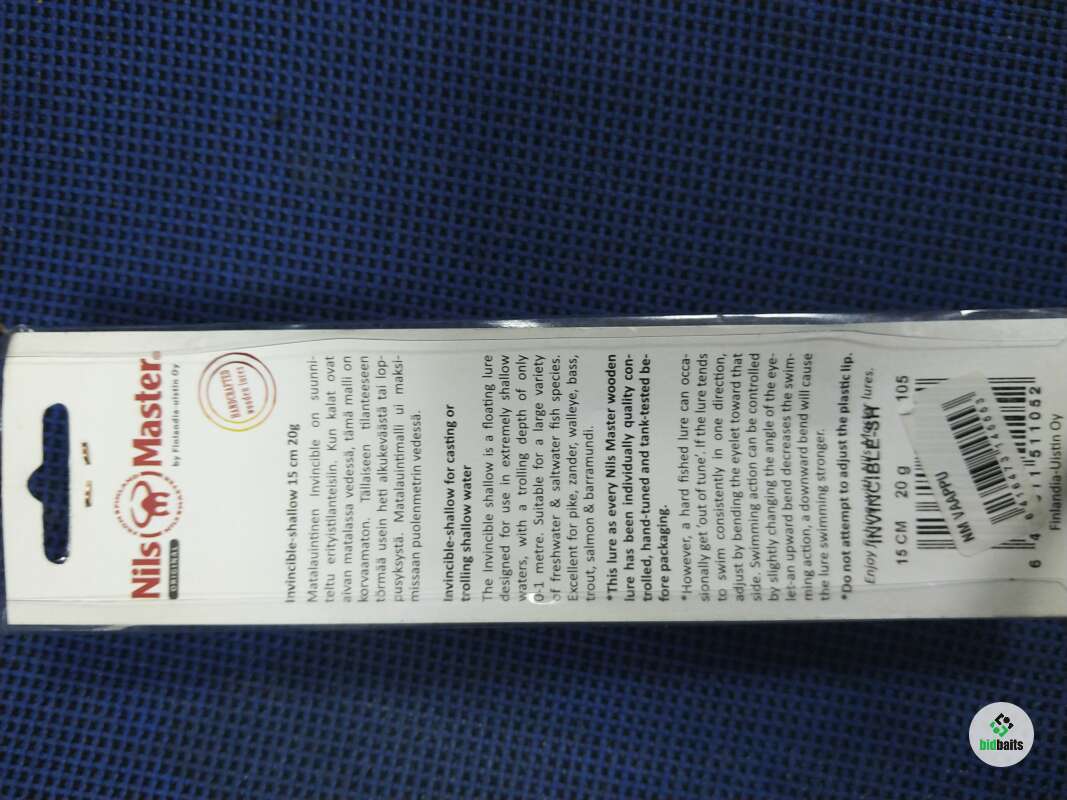 Nils Master
ORIGINAL
by Finlandia-uistin Oy
HANDCRAFTED
wooden lures
Invincible-shallow 15 cm 20g
Matalauintinen Invincible on suunni-
teltu erityistilanteisiin. Kun kalat ovat
aivan matalassa vedessä, tämä malli on
korvaamaton. Tällaiseen tilanteeseen
törmää usein heti alkukeväästä tai lop-
pusyksystä. Matalauintimalli ui maksi-
missaan puolenmetrin vedessä.
Invincible-shallow for casting or
trolling shallow water
The Invincible shallow is a floating lure
designed for use in extremely shallow
waters, with a trolling depth of only
0-1 metre. Suitable for a large variety
of freshwater & saltwater fish species.
Excellent for pike, zander, walleye, bass,
trout, salmon & barramundi.
*This lure as every Nils Master wooden
lure has been individually quality con-
trolled, hand-tuned and tank-tested be-
fore packaging.
*However, a hard fished lure can occa-
sionally get 'out of tune'. If the lure tends
to swim consistently in one direction,
adjust by bending the eyelet toward that
side. Swimming action can be controlled
by slightly changing the angle of the eye-
let-an upward bend decreases the swim-
ming action, a downward bend will cause
the lure swimming stronger.
*Do not attempt to adjust the plastic lip.
Enjoy fishing with Nils Master lures.
INVINCIBLE-SH
15 CM 20 g 105
NM VAAPPU
Finlandia-Uistin Oy
bidbaits